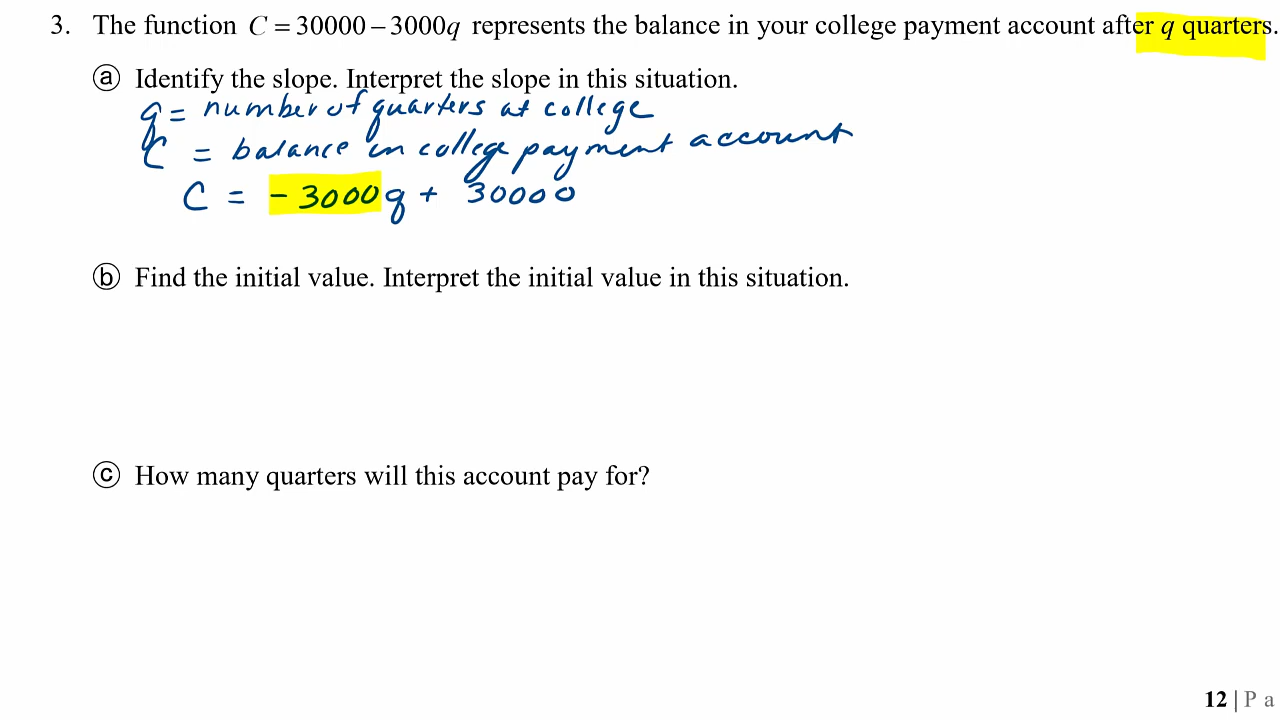 3. The function C = 30000 – 3000q represents the balance in your college payment account after q quarters.
ⓐ Identify the slope. Interpret the slope in this situation.
q = number of quarters at college
C = balance in college payment account
C = - 3000 q + 30000
ⓑ Find the initial value. Interpret the initial value in this situation.
ⓒ How many quarters will this account pay for?
12 | P a